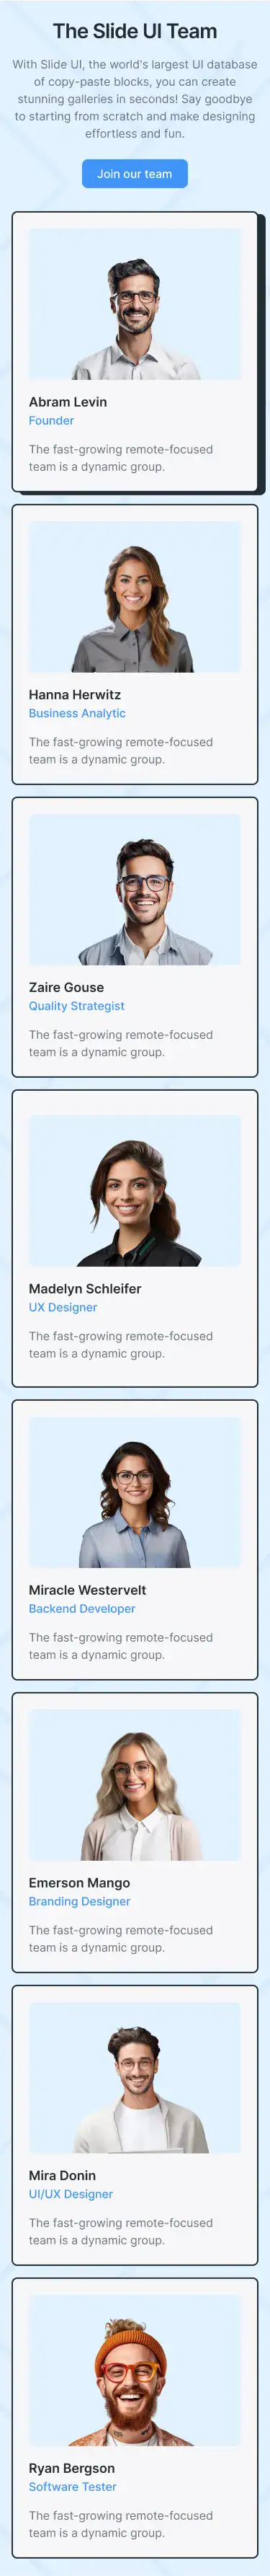 The Slide UI Team
With Slide UI, the world's largest UI database
of copy-paste blocks, you can create
stunning galleries in seconds! Say goodbye
to starting from scratch and make designing
effortless and fun.
Join our team
Abram Levin
Founder
The fast-growing remote-focused
team is a dynamic group.
Hanna Herwitz
Business Analytic
The fast-growing remote-focused
team is a dynamic group.
Zaire Gouse
Quality Strategist
The fast-growing remote-focused
team is a dynamic group.
Madelyn Schleifer
UX Designer
The fast-growing remote-focused
team is a dynamic group.
Miracle Westervelt
Backend Developer
The fast-growing remote-focused
team is a dynamic group.
Emerson Mango
Branding Designer
The fast-growing remote-focused
team is a dynamic group.
Mira Donin
UI/UX Designer
The fast-growing remote-focused
team is a dynamic group.
Ryan Bergson
Software Tester
The fast-growing remote-focused
team is a dynamic group.